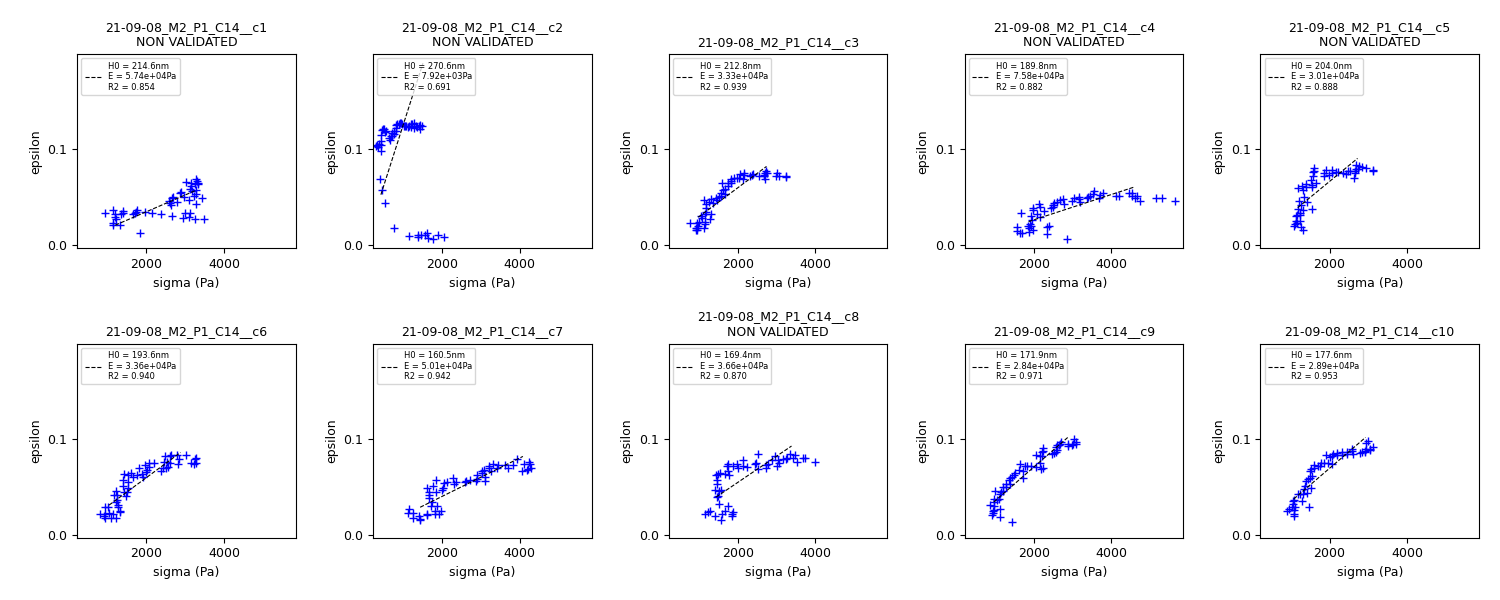 21-09-08_M2_P1_C14__c1
NON VALIDATED
H0 = 214.6nm
E = 5.74e+04Pa
R2 = 0.854
epsilon
0.1
0.0
2000 4000
sigma (Pa)
21-09-08_M2_P1_C14__c2
NON VALIDATED
H0 = 270.6nm
E = 7.92e+03Pa
R2 = 0.691
epsilon
0.1
0.0
2000 4000
sigma (Pa)
21-09-08_M2_P1_C14__c3
H0 = 212.8nm
E = 3.33e+04Pa
R2 = 0.939
epsilon
0.1
0.0
2000 4000
sigma (Pa)
21-09-08_M2_P1_C14__c4
NON VALIDATED
H0 = 189.8nm
E = 7.58e+04Pa
R2 = 0.882
epsilon
0.1
0.0
2000 4000
sigma (Pa)
21-09-08_M2_P1_C14__c5
NON VALIDATED
H0 = 204.0nm
E = 3.01e+04Pa
R2 = 0.888
epsilon
0.1
0.0
2000 4000
sigma (Pa)
21-09-08_M2_P1_C14__c6
H0 = 193.6nm
E = 3.36e+04Pa
R2 = 0.940
epsilon
0.1
0.0
2000 4000
sigma (Pa)
21-09-08_M2_P1_C14__c7
H0 = 160.5nm
E = 5.01e+04Pa
R2 = 0.942
epsilon
0.1
0.0
2000 4000
sigma (Pa)
21-09-08_M2_P1_C14__c8
NON VALIDATED
H0 = 169.4nm
E = 3.66e+04Pa
R2 = 0.870
epsilon
0.1
0.0
2000 4000
sigma (Pa)
21-09-08_M2_P1_C14__c9
H0 = 171.9nm
E = 2.84e+04Pa
R2 = 0.971
epsilon
0.1
0.0
2000 4000
sigma (Pa)
21-09-08_M2_P1_C14__c10
H0 = 177.6nm
E = 2.89e+04Pa
R2 = 0.953
epsilon
0.1
0.0
2000 4000
sigma (Pa)